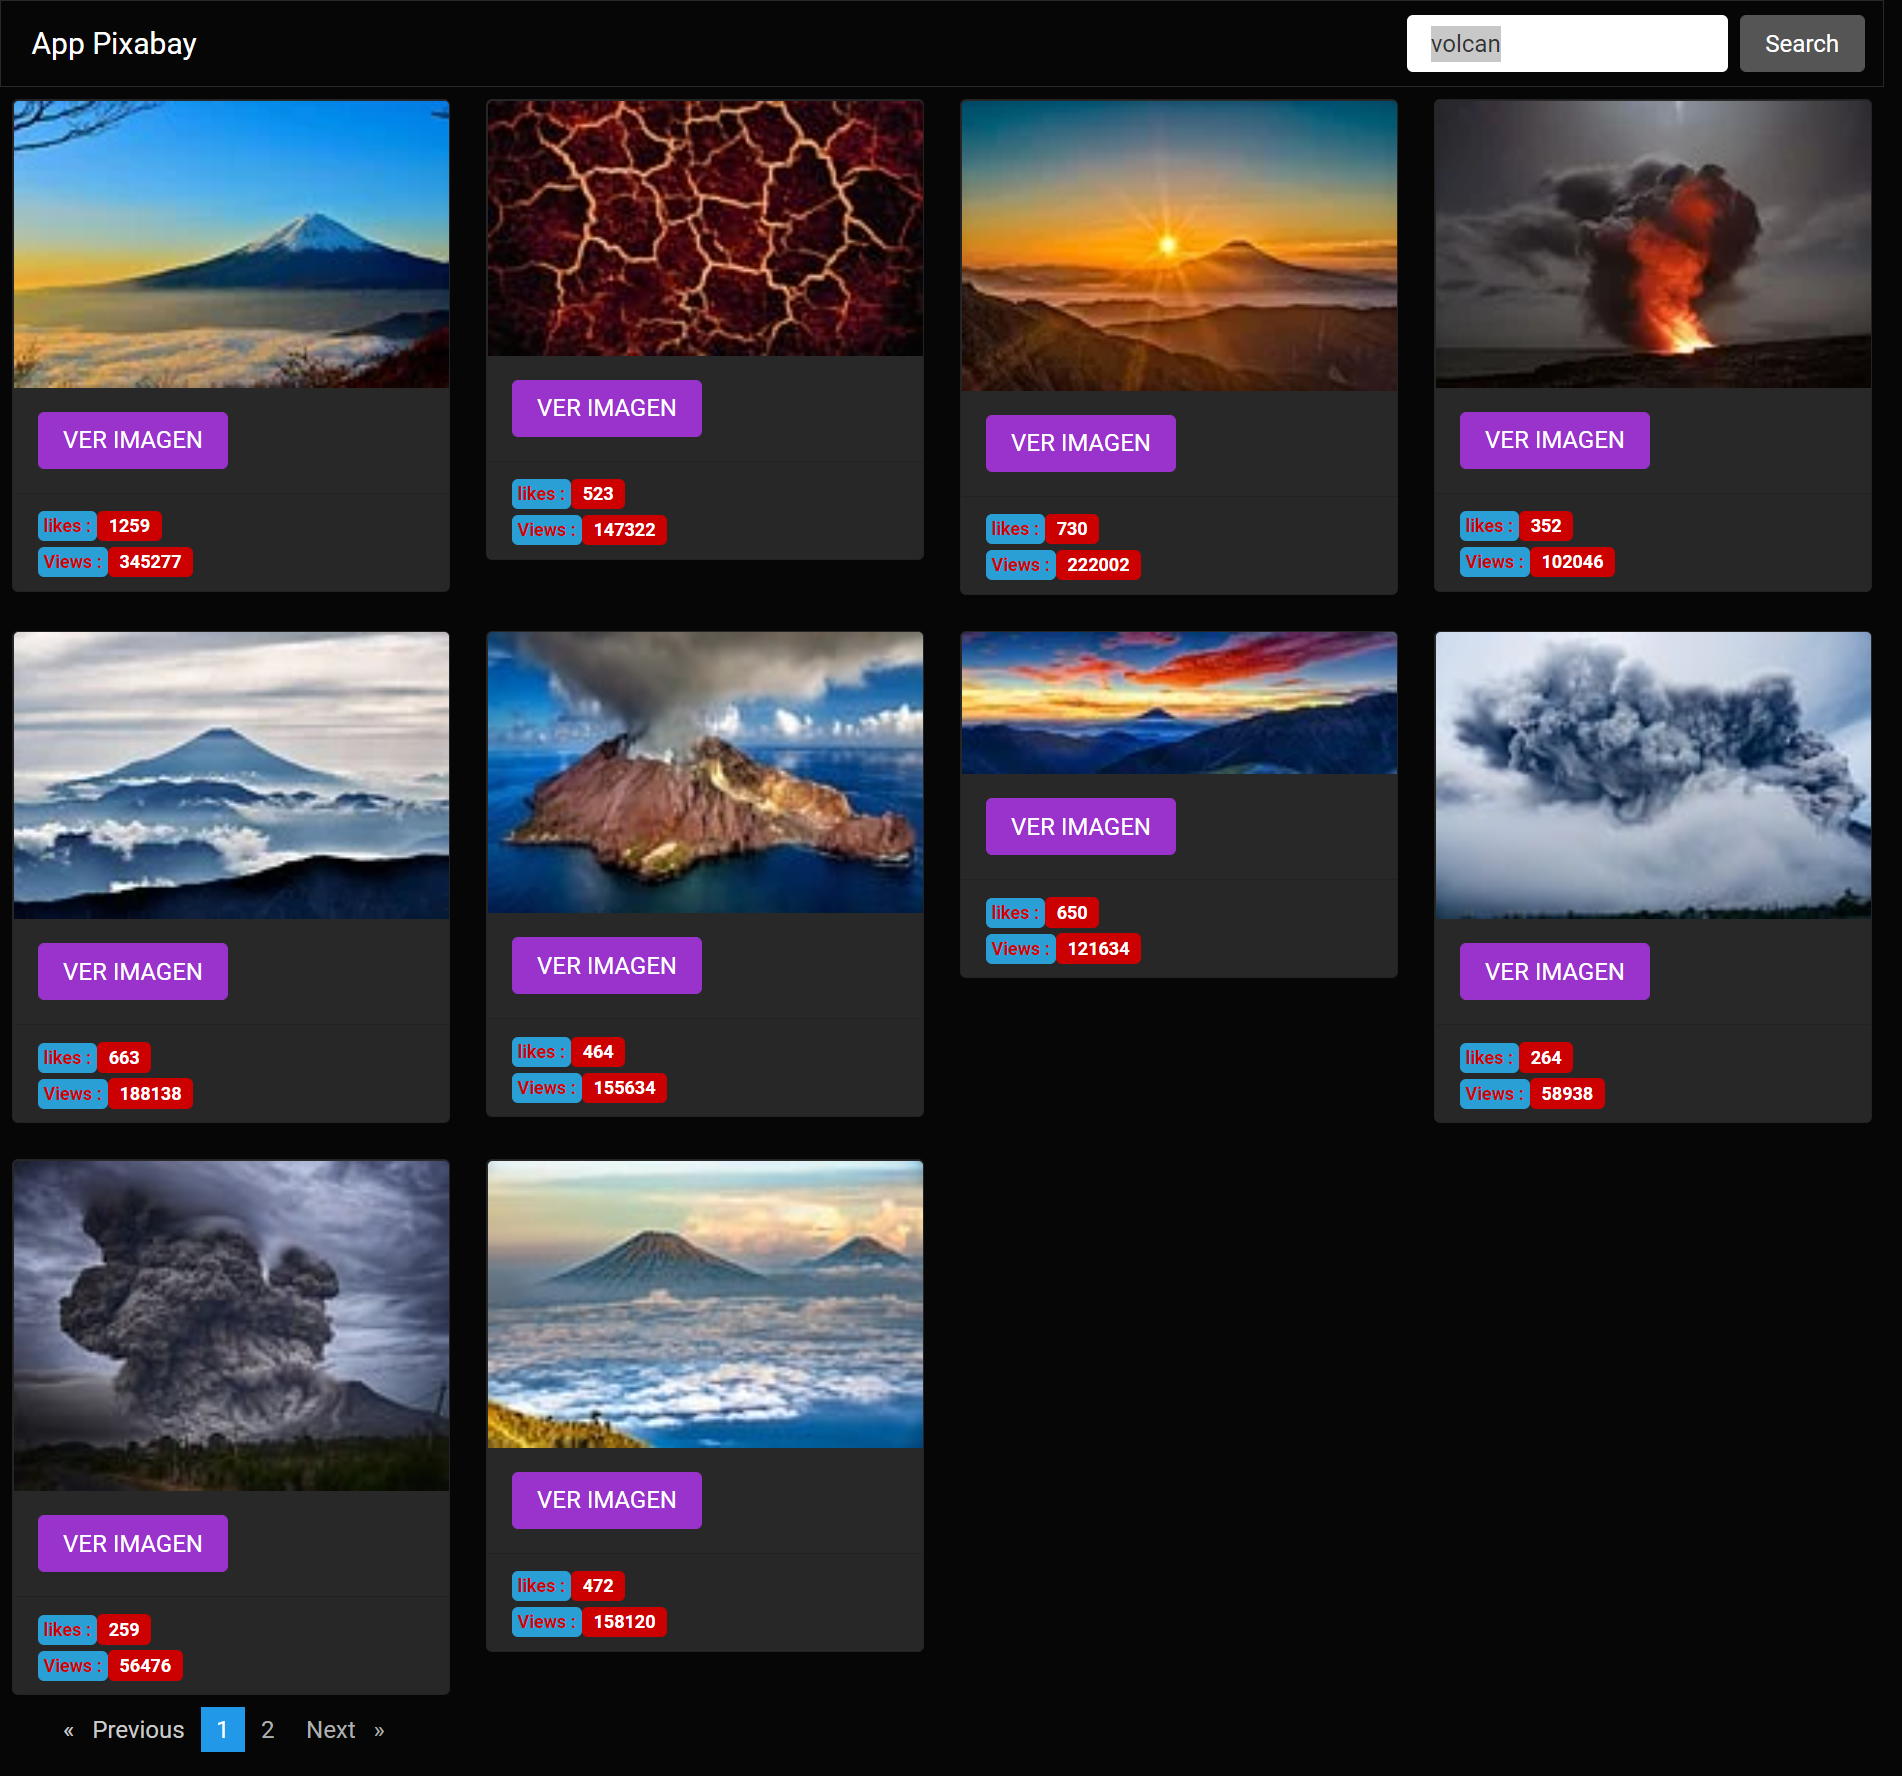 App Pixabay
volcan
Search
VER IMAGEN
likes : 1259
Views : 345277
VER IMAGEN
likes : 523
Views : 147322
VER IMAGEN
likes : 730
Views : 222002
VER IMAGEN
likes : 352
Views : 102046
VER IMAGEN
likes : 663
Views : 188138
VER IMAGEN
likes : 464
Views : 155634
VER IMAGEN
likes : 650
Views : 121634
VER IMAGEN
likes : 264
Views : 58938
VER IMAGEN
likes : 259
Views : 56476
VER IMAGEN
likes : 472
Views : 158120
« Previous 1 2 Next »